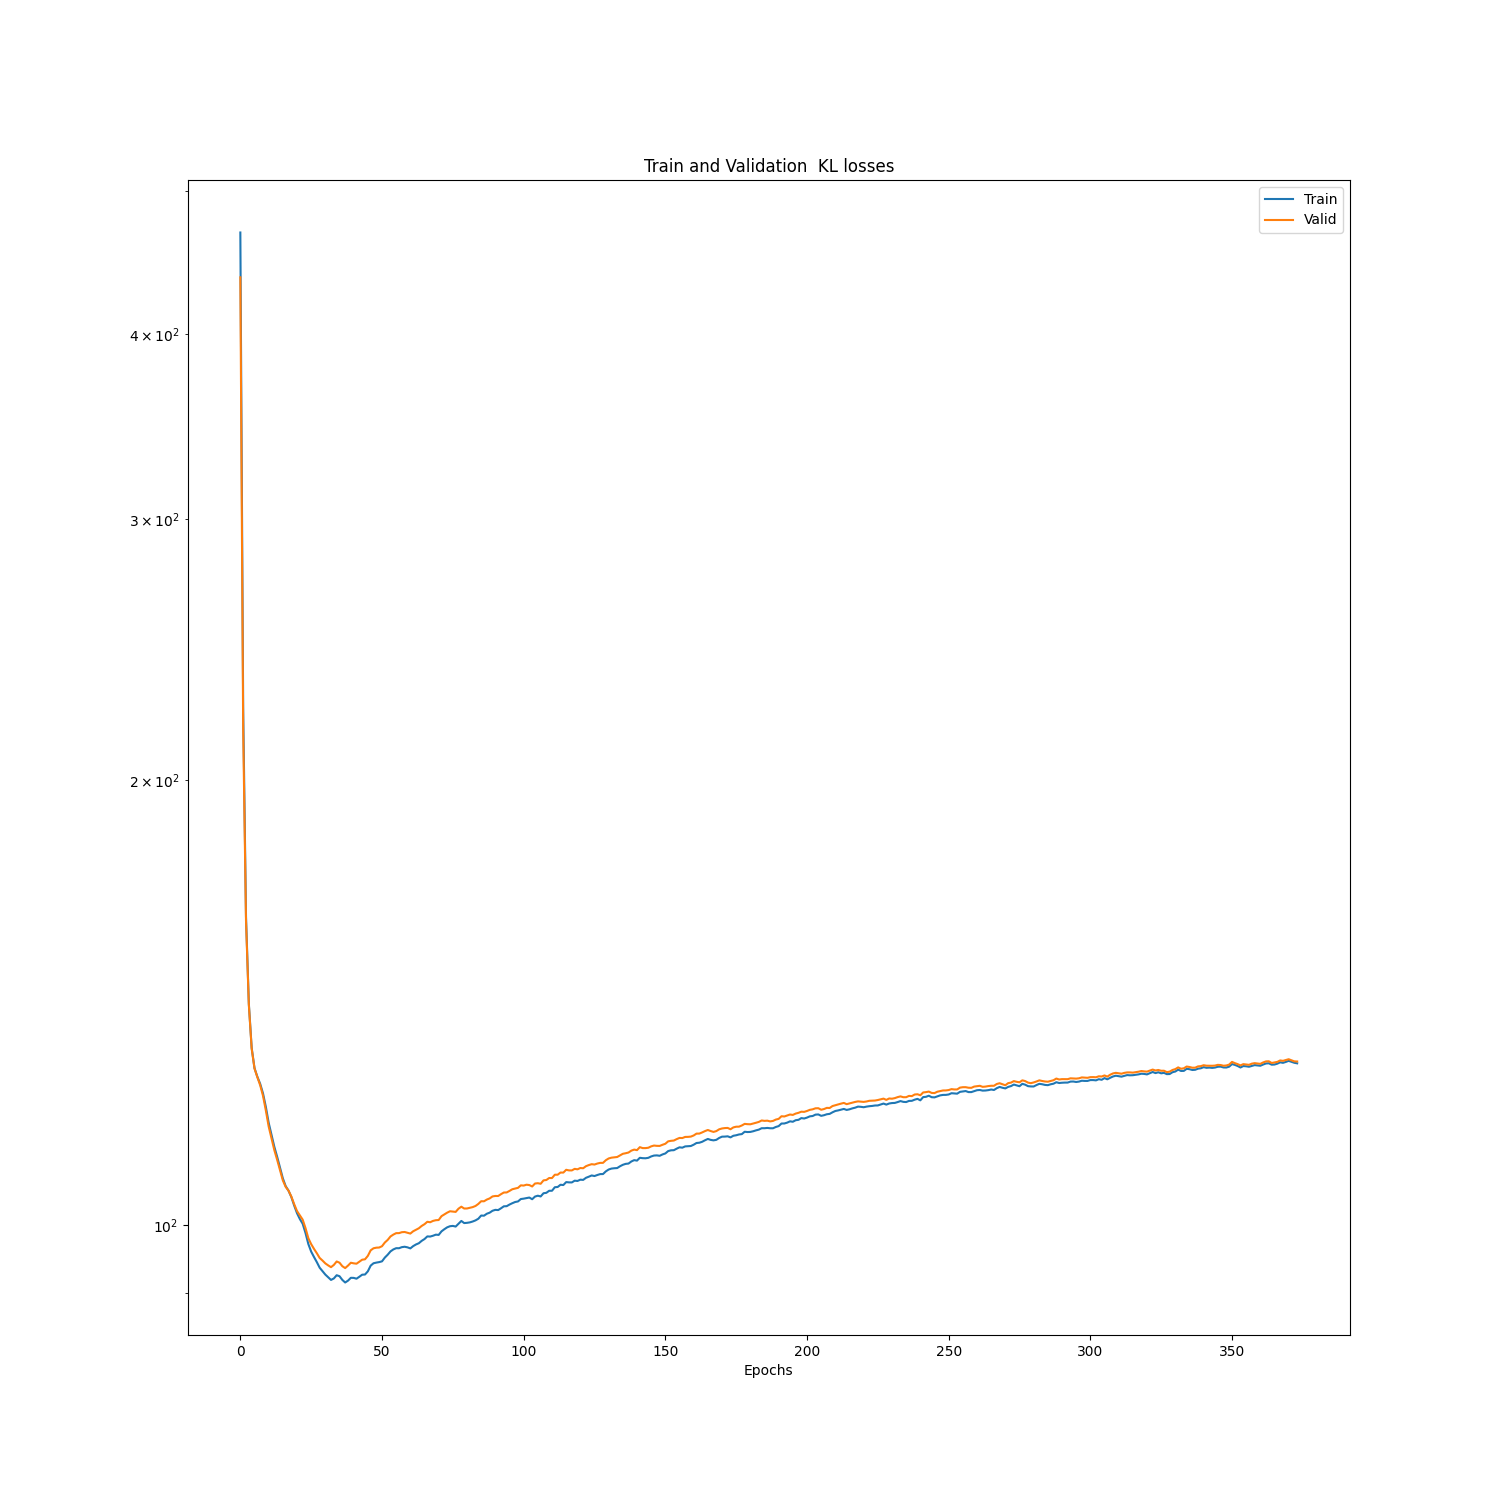 Train and Validation  KL losses
Train
Valid
4 × 10²
3 × 10²
2 × 10²
10²
0 50 100 150 200 250 300 350
Epochs